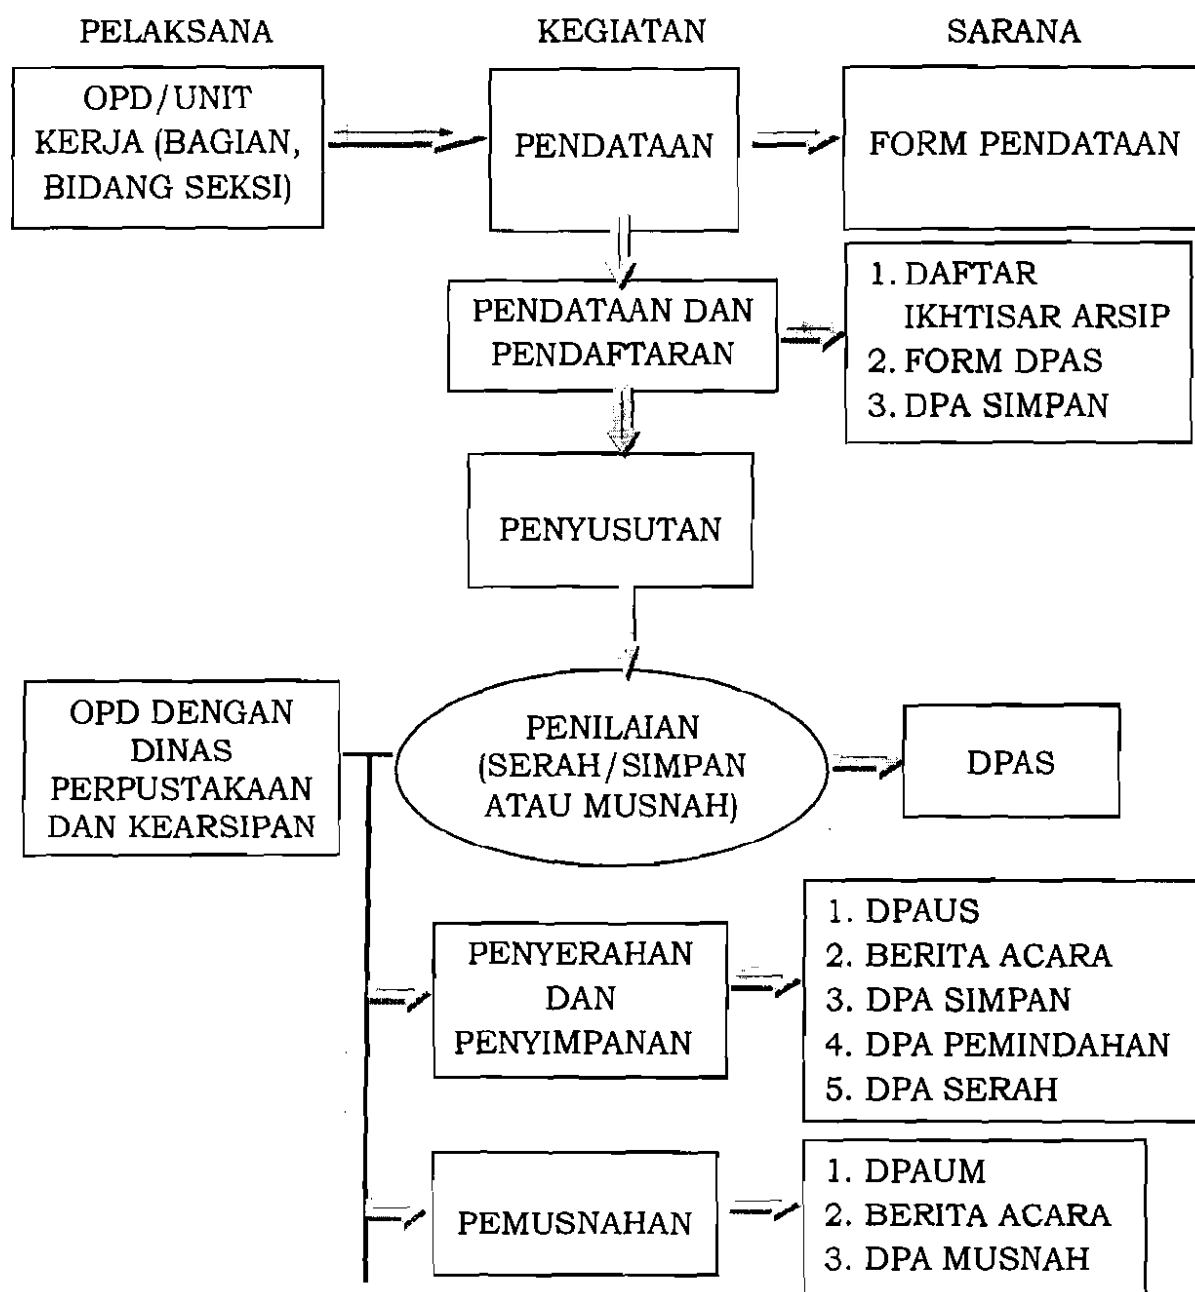 PELAKSANA
KEGIATAN
SARANA
OPD/UNIT
KERJA (BAGIAN,
BIDANG SEKSI)
PENDATAAN
FORM PENDATAAN
PENDATAAN DAN
PENDAFTARAN
1. DAFTAR
IKHTISAR ARSIP
2. FORM DPAS
3. DPA SIMPAN
PENYUSUTAN
OPD DENGAN
DINAS
PERPUSTAKAAN
DAN KEARSIPAN
PENILAIAN
(SERAH/SIMPAN
ATAU MUSNAH)
DPAS
PENYERAHAN
DAN
PENYIMPANAN
1. DPAUS
2. BERITA ACARA
3. DPA SIMPAN
4. DPA PEMINDAHAN
5. DPA SERAH
PEMUSNAHAN
1. DPAUM
2. BERITA ACARA
3. DPA MUSNAH